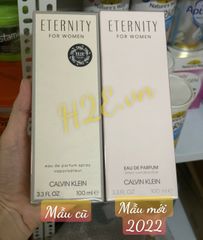 ETERNITY
FOR WOMEN
eau de parfum spray
vaporisateur
CALVIN KLEIN
3.3 FL OZ
100 ml e
Mẫu cũ
ETERNITY
FOR WOMEN
EAU DE PARFUM
CALVIN KLEIN
3.3 FL OZ
100 ml e
Mẫu mới
2022
H2E.vn